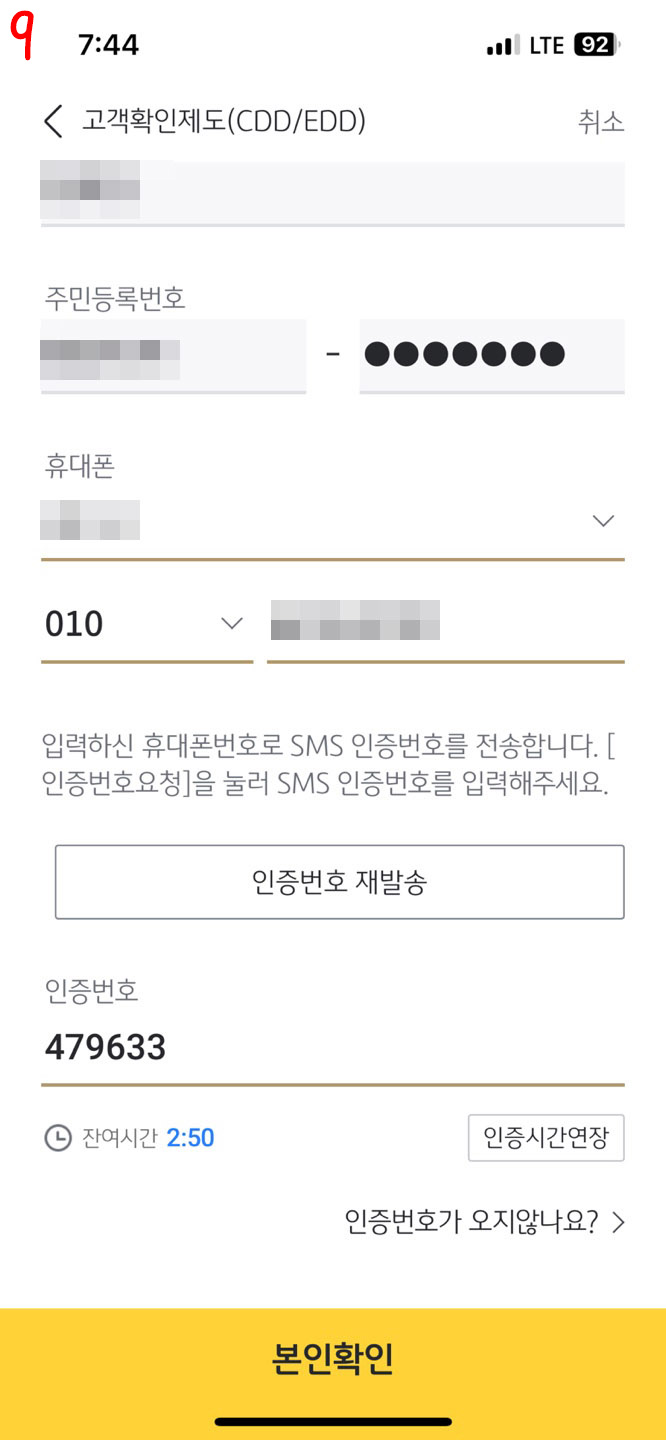 9
7:44
LTE 92
고객확인제도(CDD/EDD)
취소
주민등록번호
- ●●●●●●●
휴대폰
010
입력하신 휴대폰번호로 SMS 인증번호를 전송합니다. [
인증번호요청]을 눌러 SMS 인증번호를 입력해주세요.
인증번호 재발송
인증번호
479633
잔여시간 2:50
인증시간연장
인증번호가 오지않나요?
본인확인